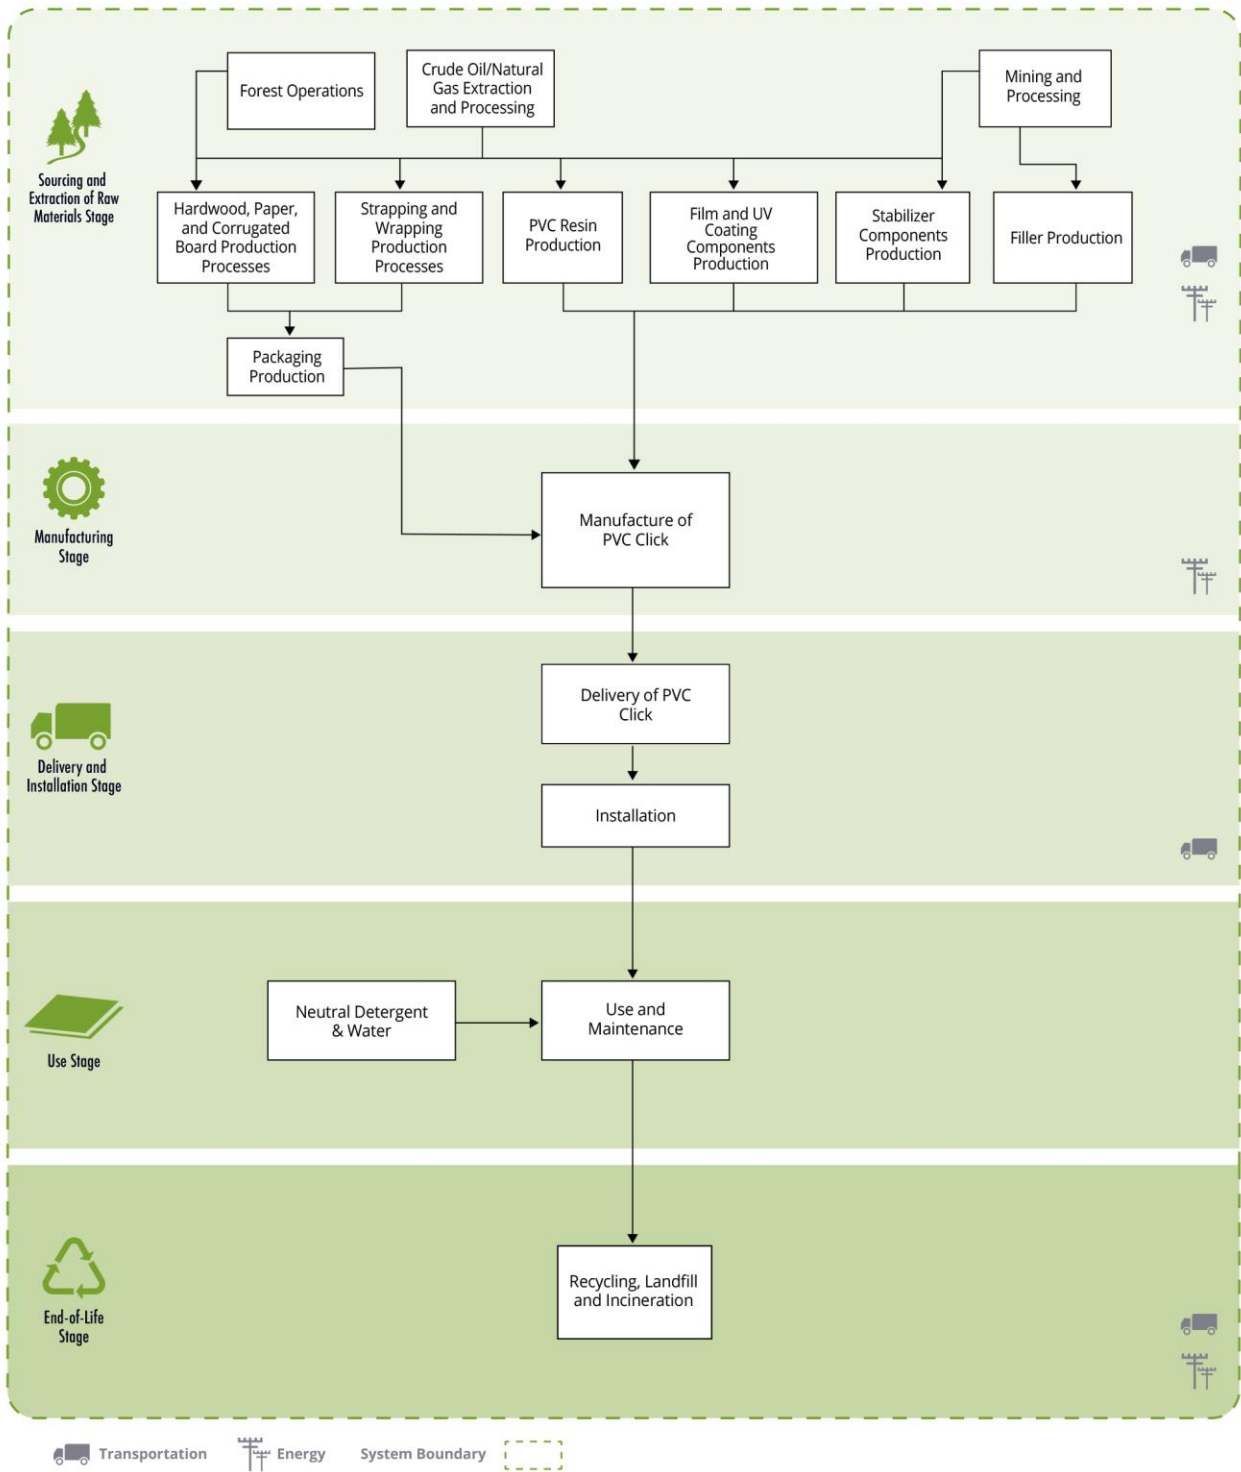 Forest Operations
Crude Oil/Natural
Gas Extraction
and Processing
Mining and
Processing
Sourcing and
Extraction of Raw
Materials Stage
Hardwood, Paper,
and Corrugated
Board Production
Processes
Strapping and
Wrapping
Production
Processes
PVC Resin
Production
Film and UV
Coating
Components
Production
Stabilizer
Components
Production
Filler Production
Packaging
Production
Manufacturing
Stage
Manufacture of
PVC Click
Delivery of PVC
Click
Delivery and
Installation Stage
Installation
Neutral Detergent
& Water
Use and
Maintenance
Use Stage
Recycling, Landfill
and Incineration
End-of-Life
Stage
Transportation
Energy
System Boundary